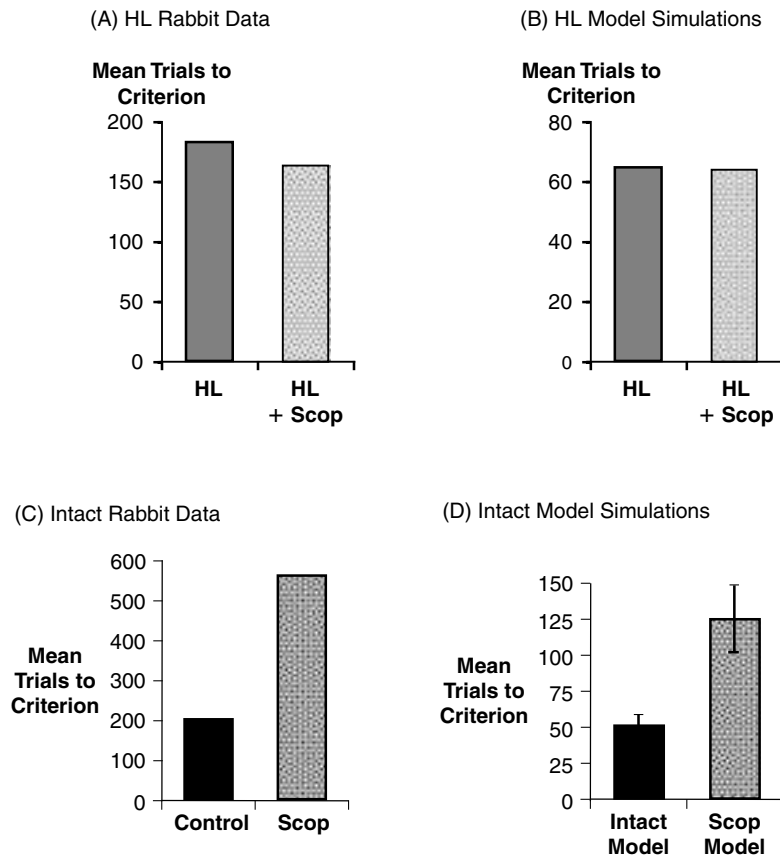 (A) HL Rabbit Data
Mean Trials to
Criterion
200
150
100
50
0
HL
HL
+ Scop
(B) HL Model Simulations
Mean Trials to
Criterion
80
60
40
20
0
HL
HL
+ Scop
(C) Intact Rabbit Data
Mean
Trials to
Criterion
600
500
400
300
200
100
0
Control
Scop
(D) Intact Model Simulations
Mean
Trials to
Criterion
150
125
100
75
50
25
0
Intact
Model
Scop
Model